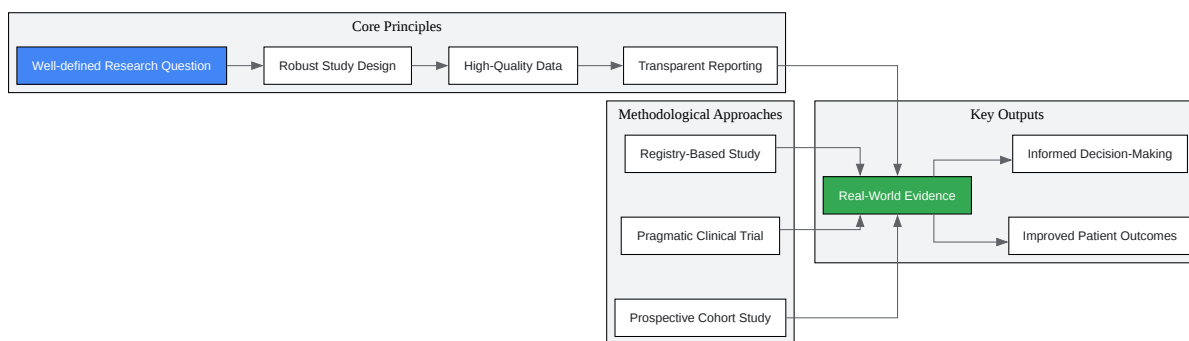 Core Principles
Well-defined Research Question
Robust Study Design
High-Quality Data
Transparent Reporting
Methodological Approaches
Registry-Based Study
Pragmatic Clinical Trial
Prospective Cohort Study
Key Outputs
Informed Decision-Making
Real-World Evidence
Improved Patient Outcomes